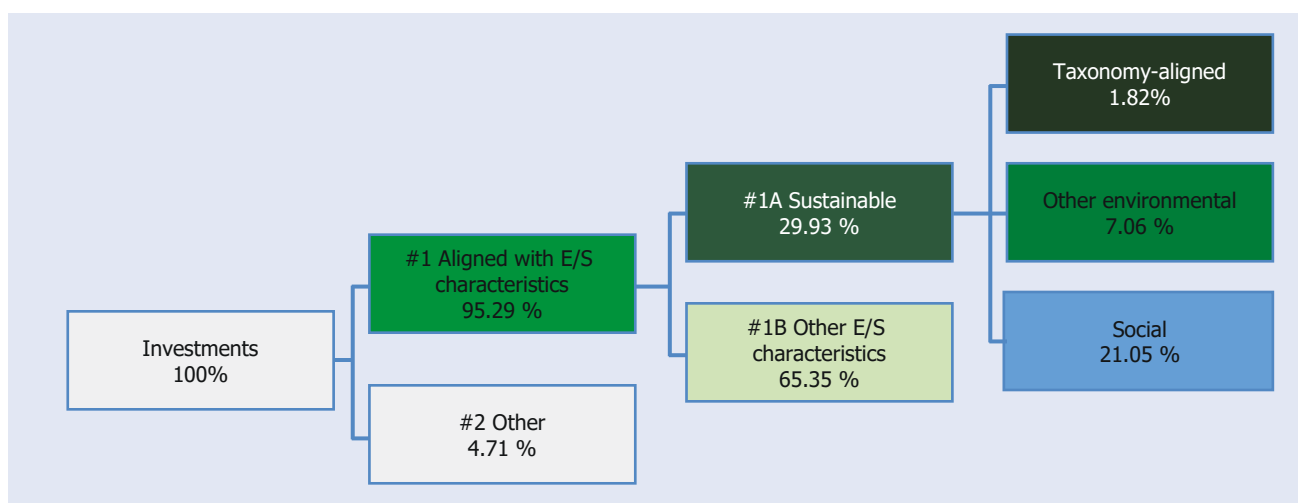 Investments
100%
#1 Aligned with E/S
characteristics
95.29 %
#2 Other
4.71 %
#1A Sustainable
29.93 %
#1B Other E/S
characteristics
65.35 %
Taxonomy-aligned
1.82%
Other environmental
7.06 %
Social
21.05 %